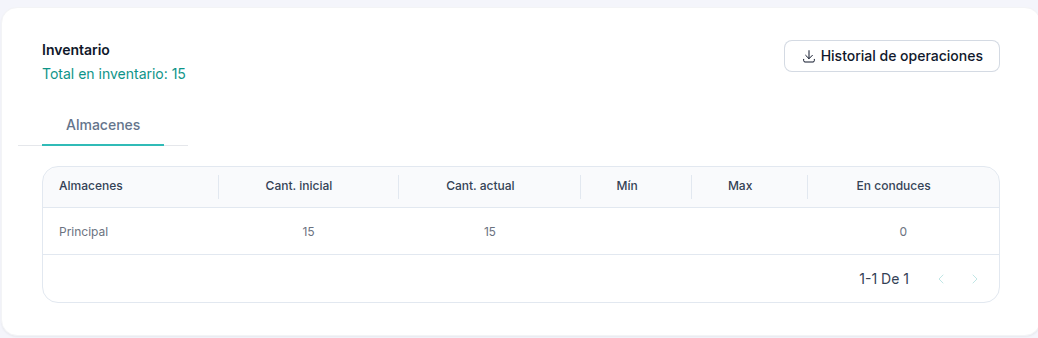 Inventario
Historial de operaciones
Total en inventario: 15
Almacenes
Almacenes Cant. inicial Cant. actual Mín Max En conduces
Principal 15 15 0
1-1 De 1